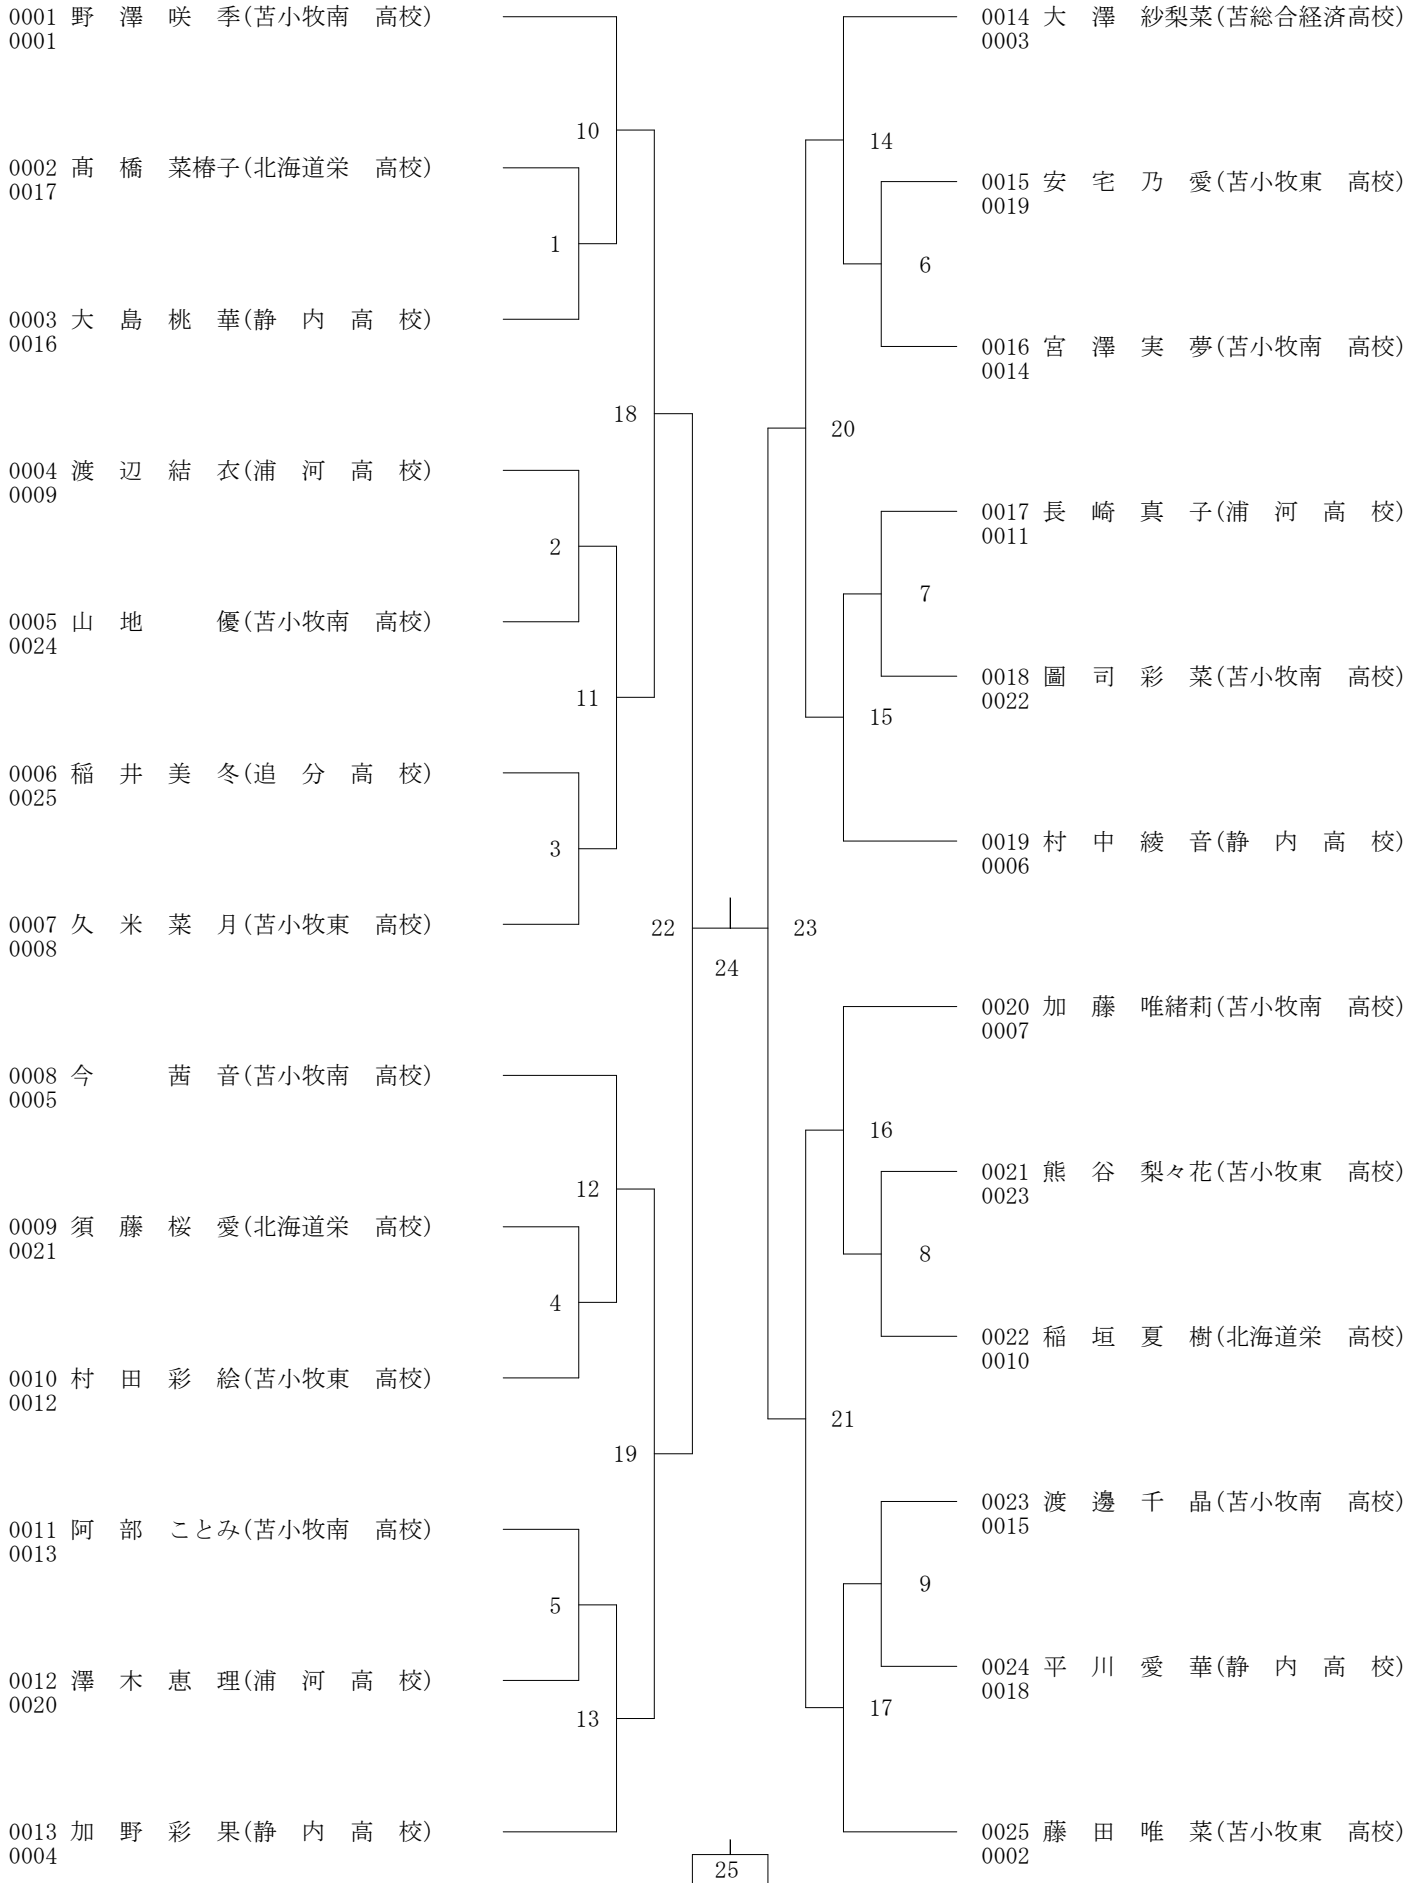 0001 野　澤　咲　季(苫小牧南　高校)
0001
10
0002 髙　橋　菜椿子(北海道栄　高校)
0017
1
0003 大　島　桃　華(静　内　高　校)
0016
18
0004 渡　辺　結　衣(浦　河　高　校)
0009
2
0005 山　地　　　優(苫小牧南　高校)
0024
11
0006 稲　井　美　冬(追　分　高　校)
0025
3
0007 久　米　菜　月(苫小牧東　高校)
0008
22
24
0008 今　　　茜　音(苫小牧南　高校)
0005
12
0009 須　藤　桜　愛(北海道栄　高校)
0021
4
0010 村　田　彩　絵(苫小牧東　高校)
0012
19
0011 阿　部　ことみ(苫小牧南　高校)
0013
5
0012 澤　木　恵　理(浦　河　高　校)
0020
13
0013 加　野　彩　果(静　内　高　校)
0004
25
0014 大　澤　紗梨菜(苫総合経済高校)
0003
14
0015 安　宅　乃　愛(苫小牧東　高校)
0019
6
0016 宮　澤　実　夢(苫小牧南　高校)
0014
20
0017 長　崎　真　子(浦　河　高　校)
0011
7
0018 圖　司　彩　菜(苫小牧南　高校)
0022
15
0019 村　中　綾　音(静　内　高　校)
0006
23
0020 加　藤　唯緒莉(苫小牧南　高校)
0007
16
0021 熊　谷　梨々花(苫小牧東　高校)
0023
8
0022 稲　垣　夏　樹(北海道栄　高校)
0010
21
0023 渡　邊　千　晶(苫小牧南　高校)
0015
9
0024 平　川　愛　華(静　内　高　校)
0018
17
0025 藤　田　唯　菜(苫小牧東　高校)
0002